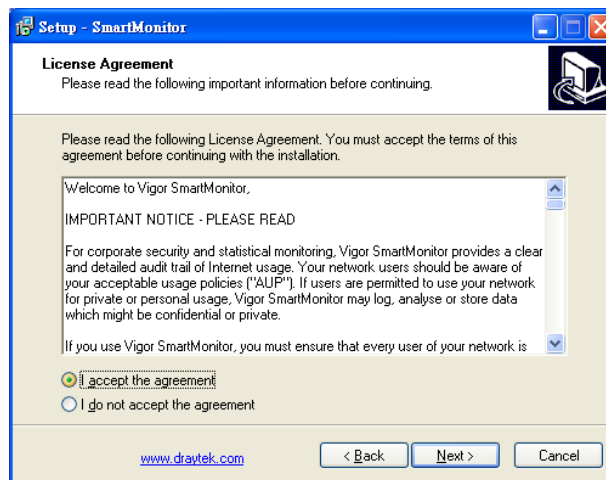 Setup - SmartMonitor
License Agreement
Please read the following important information before continuing.
Please read the following License Agreement. You must accept the terms of this
agreement before continuing with the installation.
Welcome to Vigor SmartMonitor,
IMPORTANT NOTICE - PLEASE READ
For corporate security and statistical monitoring, Vigor SmartMonitor provides a clear
and detailed audit trail of Internet usage. Your network users should be aware of
your acceptable usage policies ("AUP"). If users are permitted to use your network
for private or personal usage, Vigor SmartMonitor may log, analyse or store data
which might be confidential or private.
If you use Vigor SmartMonitor, you must ensure that every user of your network is
I accept the agreement
I do not accept the agreement
www.draytek.com
< Back
Next >
Cancel